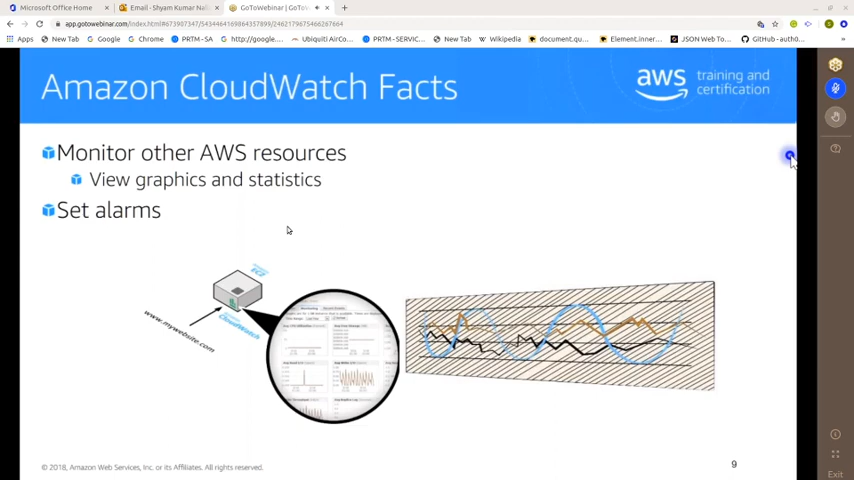 Microsoft Office Home
Email - Shyam Kumar Nai
GoToWebinar | GoTov
app.gotowebinar.com/index.html#673907347/5434464169864357899/2462179675466267664
Apps New Tab Google Chrome PRTM-SA http://google.... Ubiquiti AirCo... PRTM-SERVIC... New Tab Wikipedia document.qu... Element.inner... JSON Web To... GitHub - auth0...
Amazon CloudWatch Facts
aws training and certification
Monitor other AWS resources
View graphics and statistics
Set alarms
EC2
www.mywebsite.com
CloudWatch
© 2018, Amazon Web Services, Inc. or its Affiliates. All rights reserved.
9
Exit